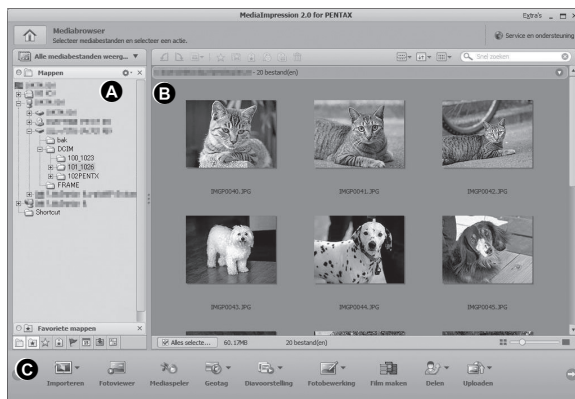 MediaImpression 2.0 for PENTAX
Extra's
Mediabrowser
Selecteer mediabestanden en selecteer een actie.
Service en ondersteuning
Alle mediabestanden weerg...
Snel zoeken
Mappen
A
B
- 20 bestand(en)
bak
DCIM
100_1023
101_1026
102PENTX
FRAME
Shortcut
IMGP0040.JPG
IMGP0041.JPG
IMGP0042.JPG
IMGP0043.JPG
IMGP0044.JPG
IMGP0045.JPG
Favoriete mappen
Alles selecte...
60.17MB
20 bestand(en)
C
Importeren
Fotoviewer
Mediaspeler
Geotag
Diavoorstelling
Fotobewerking
Film maken
Delen
Uploaden